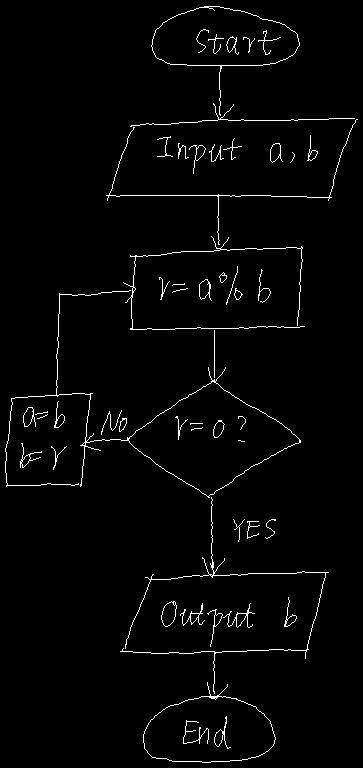 Start
Input a, b
r=a%b
r=0?
No
a=b
b=r
YES
Output b
End